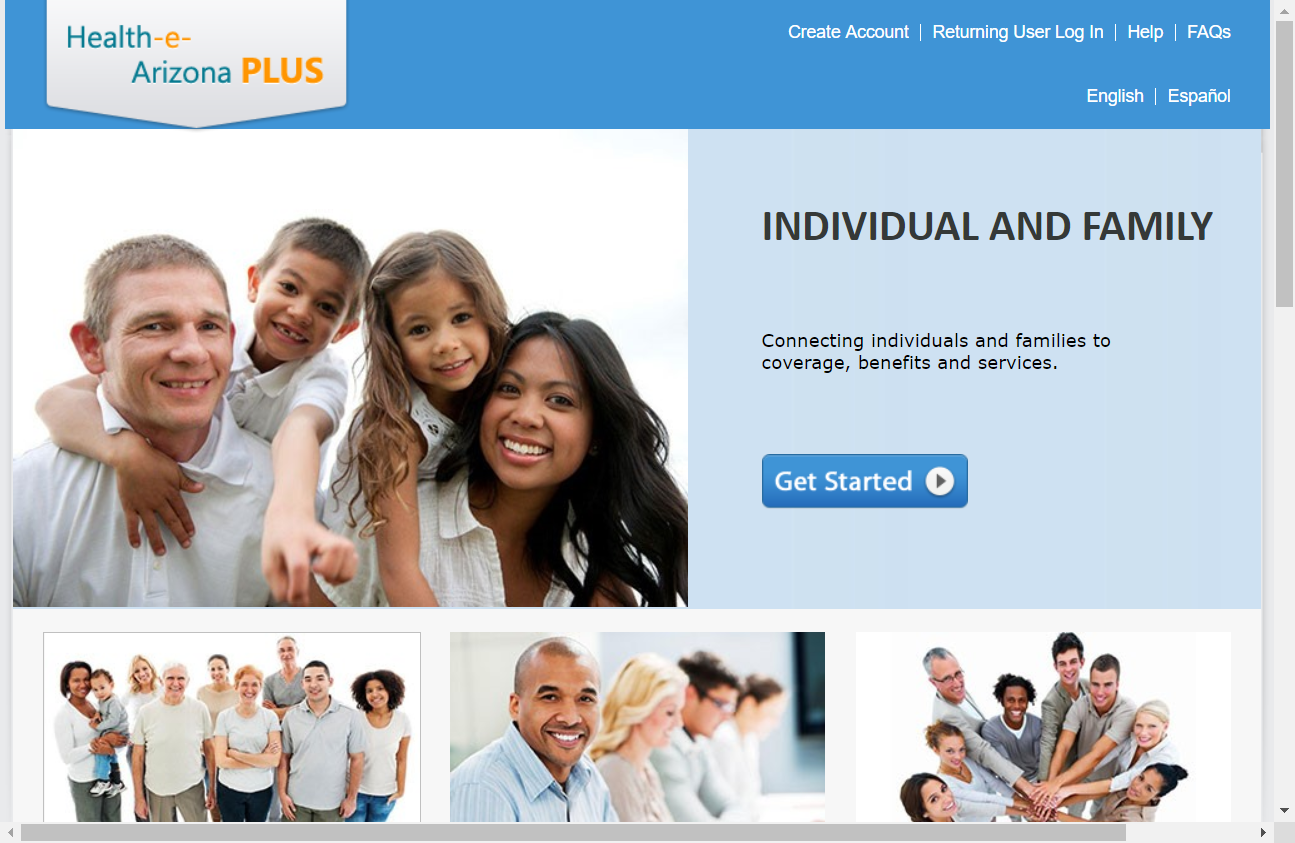 Health-e-
Arizona PLUS
Create Account | Returning User Log In | Help | FAQs
English | Español
INDIVIDUAL AND FAMILY
Connecting individuals and families to
coverage, benefits and services.
Get Started